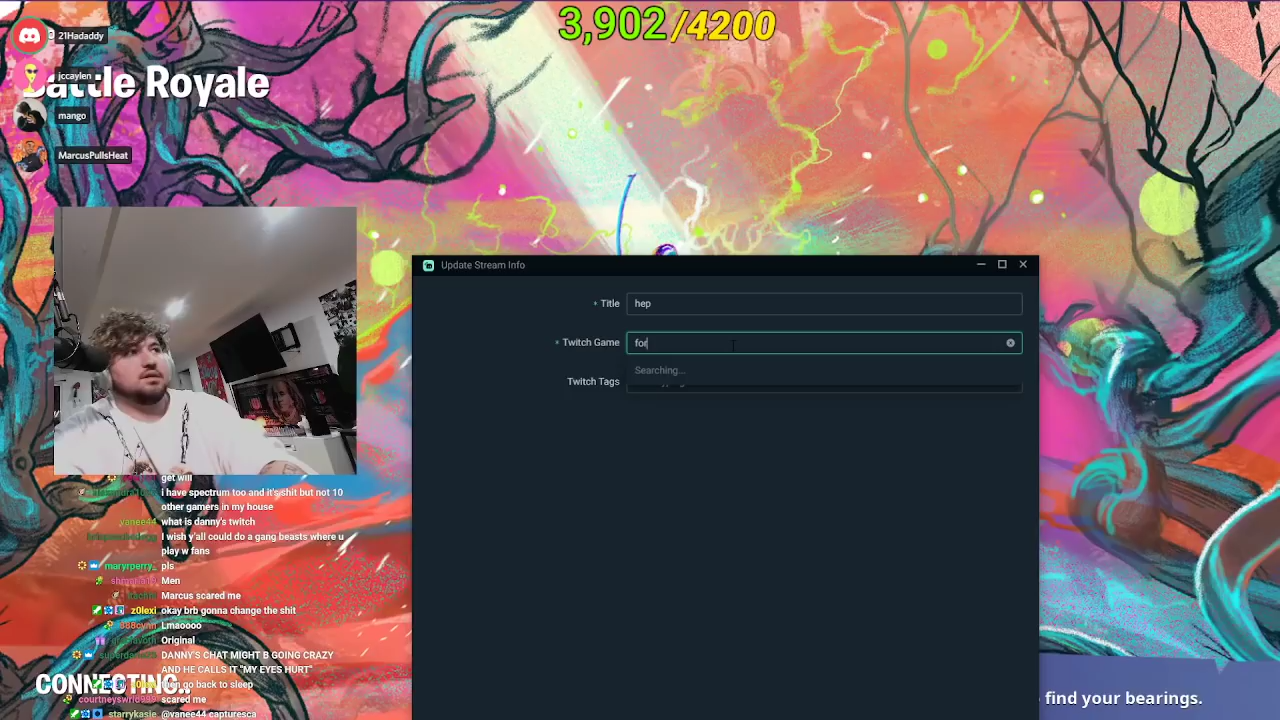 3,902/4200
21Hadaddy
jccaylen
Battle Royale
mango
MarcusPullsHeat
Update Stream Info
* Title
hep
* Twitch Game
for
Searching...
Twitch Tags
get will
i have spectrum too and it's shit but not 10
other gamers in my house
vanee44 what is danny's twitch
I wish y'all could do a gang beasts where u
play w fans
maryrperry_ pls
Men
Marcus scared me
z0lexi okay brb gonna change the shit
888cynn Lmaoooo
Original
DANNY'S CHAT MIGHT B GOING CRAZY
AND HE CALLS IT "MY EYES HURT"
then go back to sleep
CONNECTING..
courtneyswrld999 scared me
starrykasie @vanee44 capturesca
find your bearings.